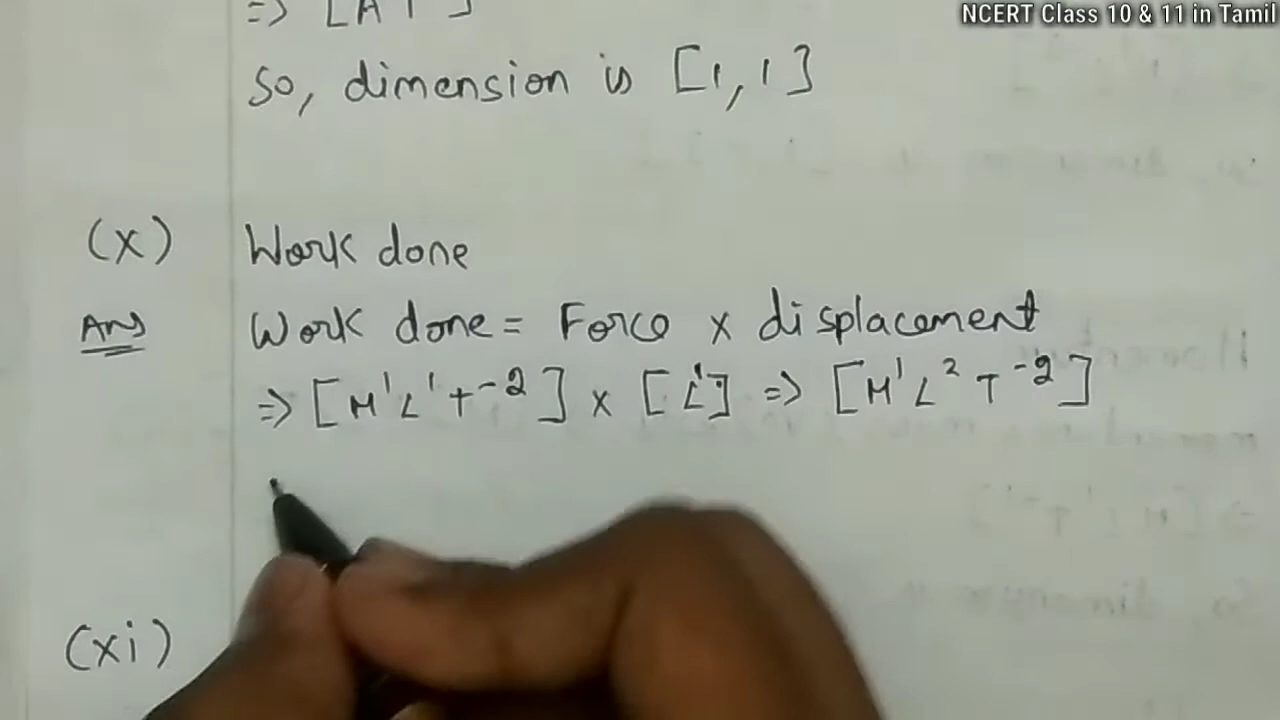 NCERT Class 10 & 11 in Tamil
=> [A T ]
So, dimension is [1, 1]
(x) Work done
Ans Work done = Force x displacement
=> [M¹L¹T⁻²] x [L¹] => [M¹L²T⁻²]
(xi)